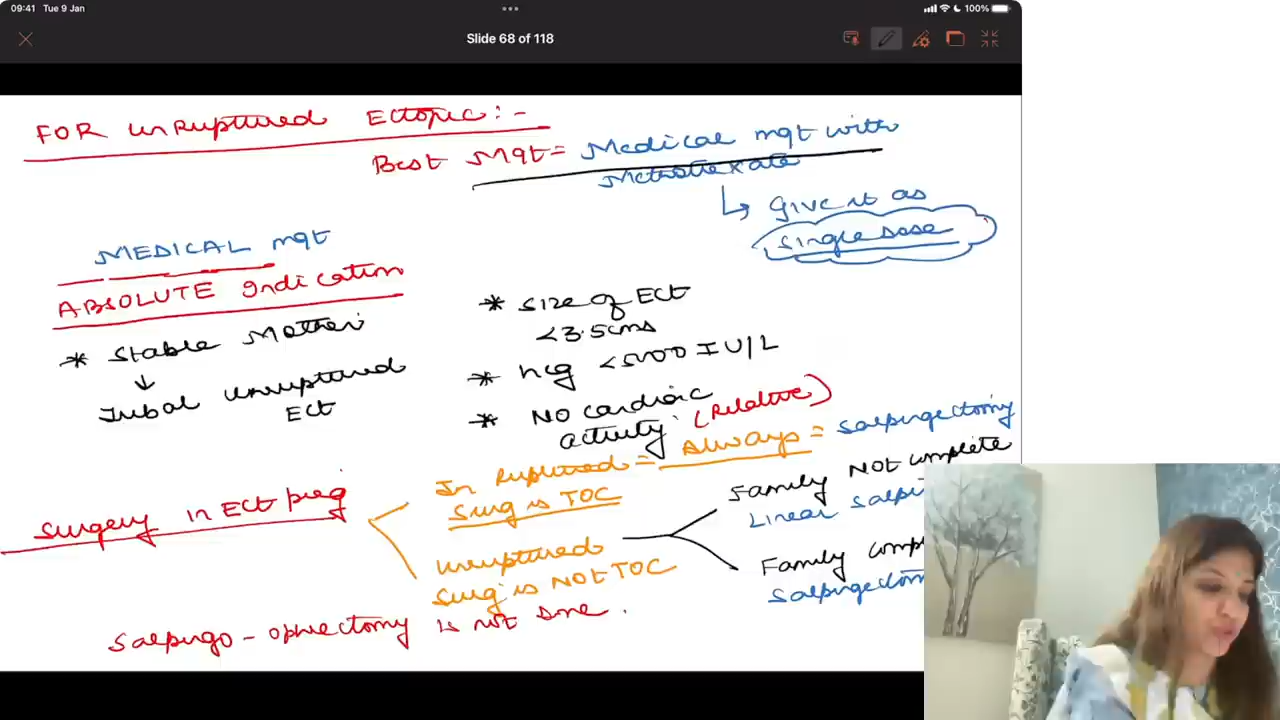 09:41 Tue 9 Jan
100%
Slide 68 of 118
FOR unRuptured Ectopic:-
Best Mgt= Medical mgt with
Methotrexate
↳ Give it as
single dose
MEDICAL mgt
ABSOLUTE Indication
* Stable Mother
↓
Tubal unruptured
Ect
* Size of ECT
<3.5cms
* hcg <5000 IU/L
* NO cardiac
activity. (Relative)
Surgery in ECT preg
In Ruptured = Always = Salpingectomy
Surg is TOC
unruptured
Surg is NOT TOC
Family NOT complete
Linear
Family
Salpingo-ophrectomy is not done.